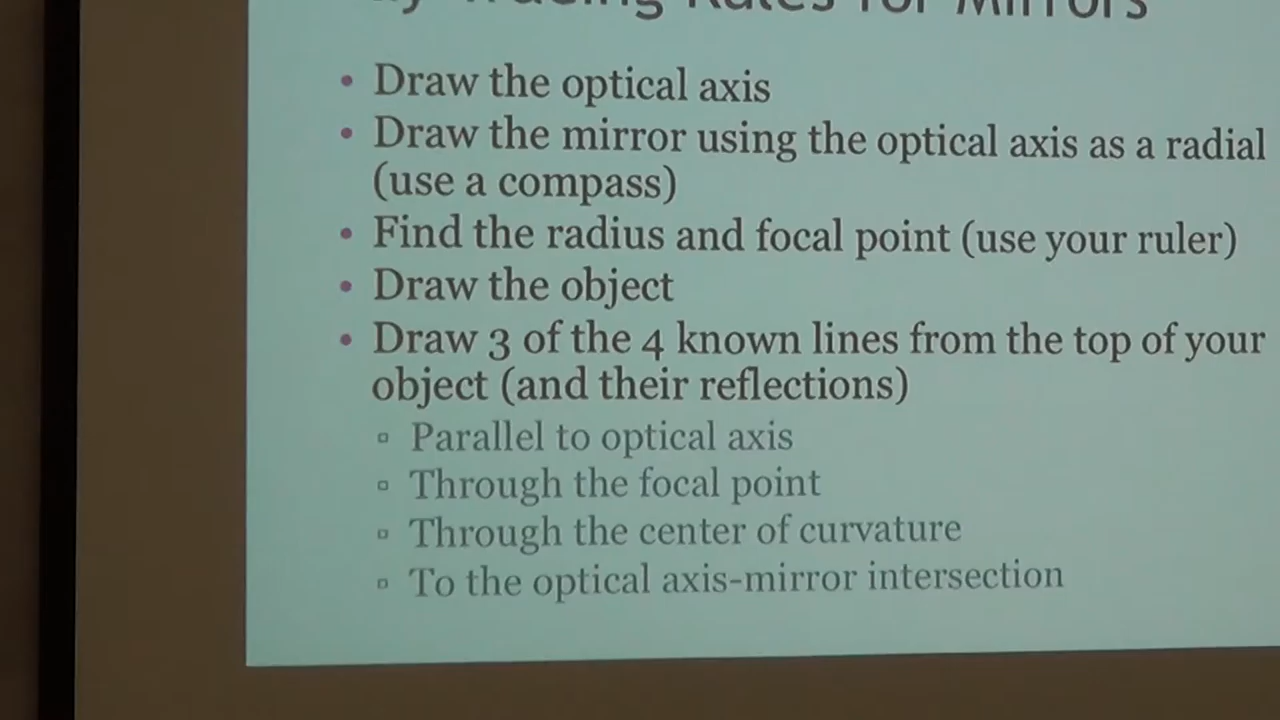 Tracing Rules for Mirrors
• Draw the optical axis
• Draw the mirror using the optical axis as a radial
(use a compass)
• Find the radius and focal point (use your ruler)
• Draw the object
• Draw 3 of the 4 known lines from the top of your
object (and their reflections)
▫ Parallel to optical axis
▫ Through the focal point
▫ Through the center of curvature
▫ To the optical axis-mirror intersection